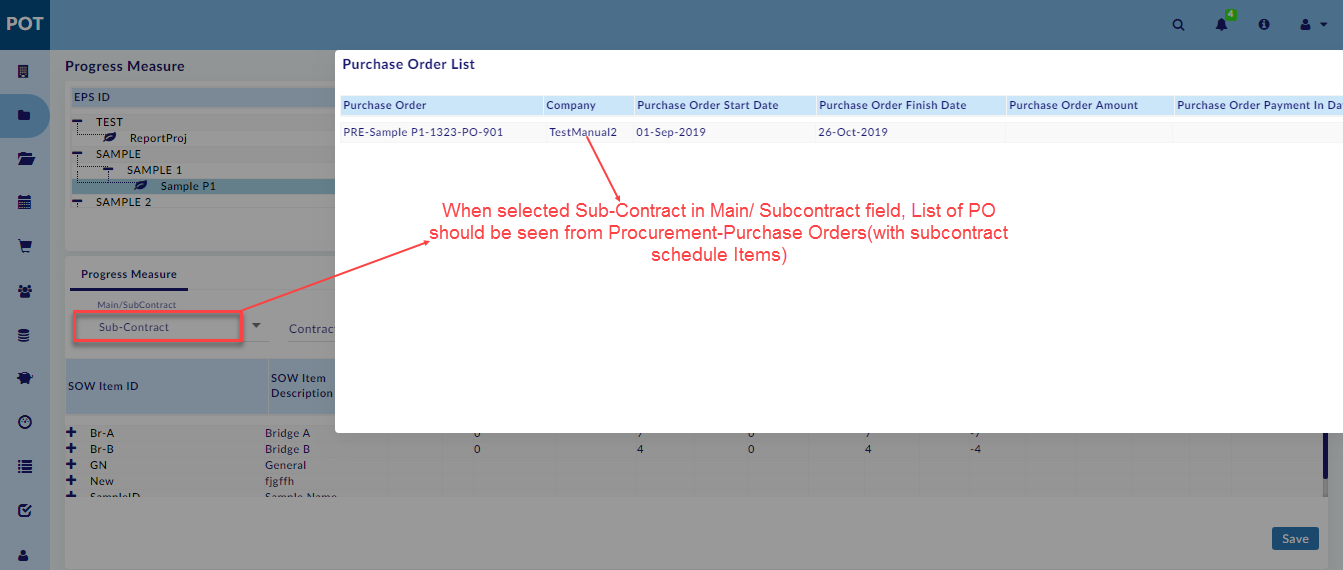 POT
4
Progress Measure
Purchase Order List
EPS ID
TEST
ReportProj
SAMPLE
SAMPLE 1
Sample P1
SAMPLE 2
Purchase Order Company Purchase Order Start Date Purchase Order Finish Date Purchase Order Amount Purchase Order Payment In Da
PRE-Sample P1-1323-PO-901 TestManual2 01-Sep-2019 26-Oct-2019
When selected Sub-Contract in Main/ Subcontract field, List of PO
should be seen from Procurement-Purchase Orders(with subcontract
schedule Items)
Progress Measure
Main/SubContract
Sub-Contract
Contract
SOW Item ID
SOW Item
Description
Br-A Bridge A 0 7 0 7 -7
Br-B Bridge B 4 0 4 -4
GN General
New fjgffh
SampleID Sample Name
Save